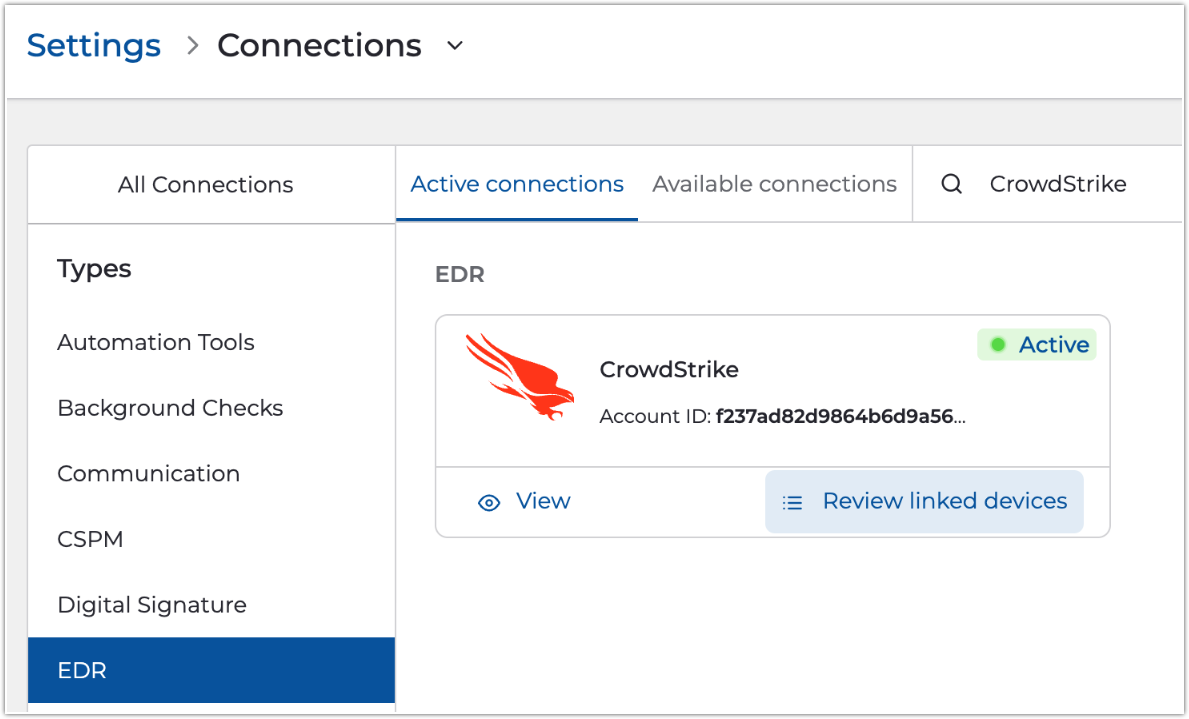 Settings > Connections
All Connections
Active connections
Available connections
CrowdStrike
Types
Automation Tools
Background Checks
Communication
CSPM
Digital Signature
EDR
EDR
CrowdStrike
Active
Account ID: f237ad82d9864b6d9a56...
View
Review linked devices